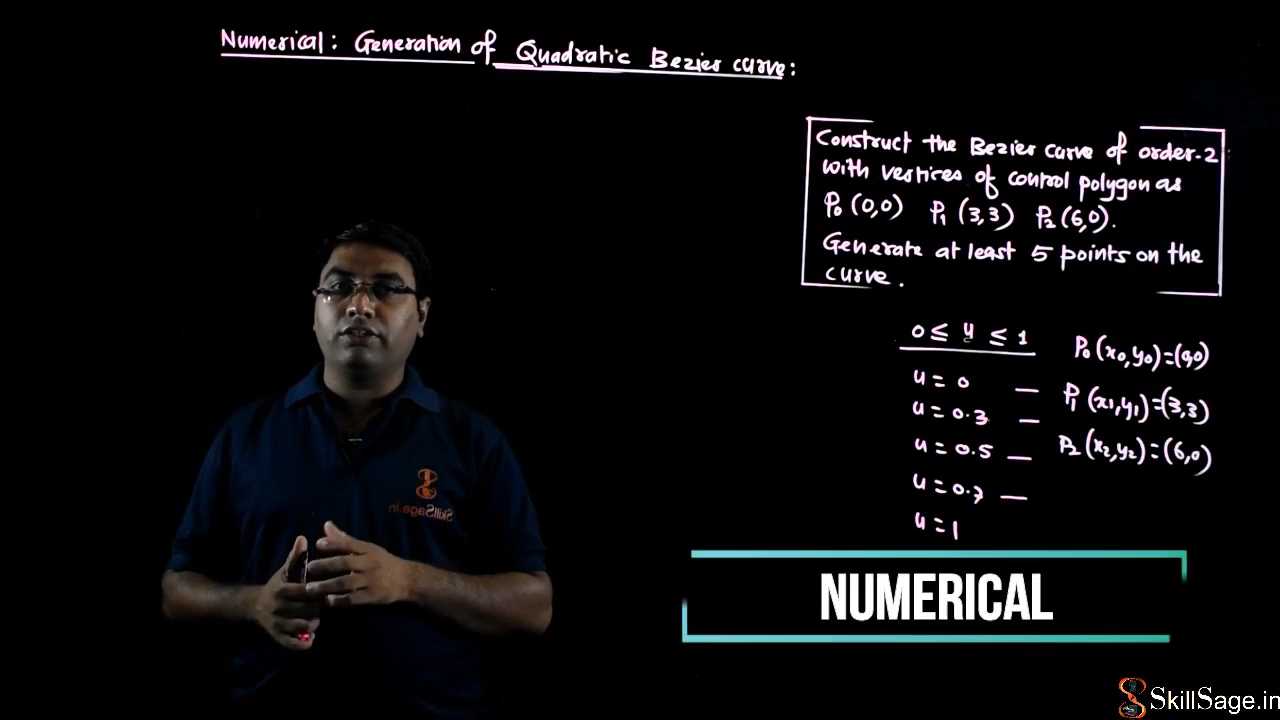 Numerical: Generation of Quadratic Bezier curve:
Construct the Bezier curve of order-2
with vertices of control polygon as
P0 (0,0) P1 (3,3) P2 (6,0).
Generate at least 5 points on the
curve.
0 ≤ u ≤ 1
u = 0 —
u = 0.3 —
u = 0.5 —
u = 0.7 —
u = 1
P0 (x0, y0) = (0,0)
P1 (x1, y1) = (3,3)
P2 (x2, y2) = (6,0)
SkillSage.in
NUMERICAL
SkillSage.in